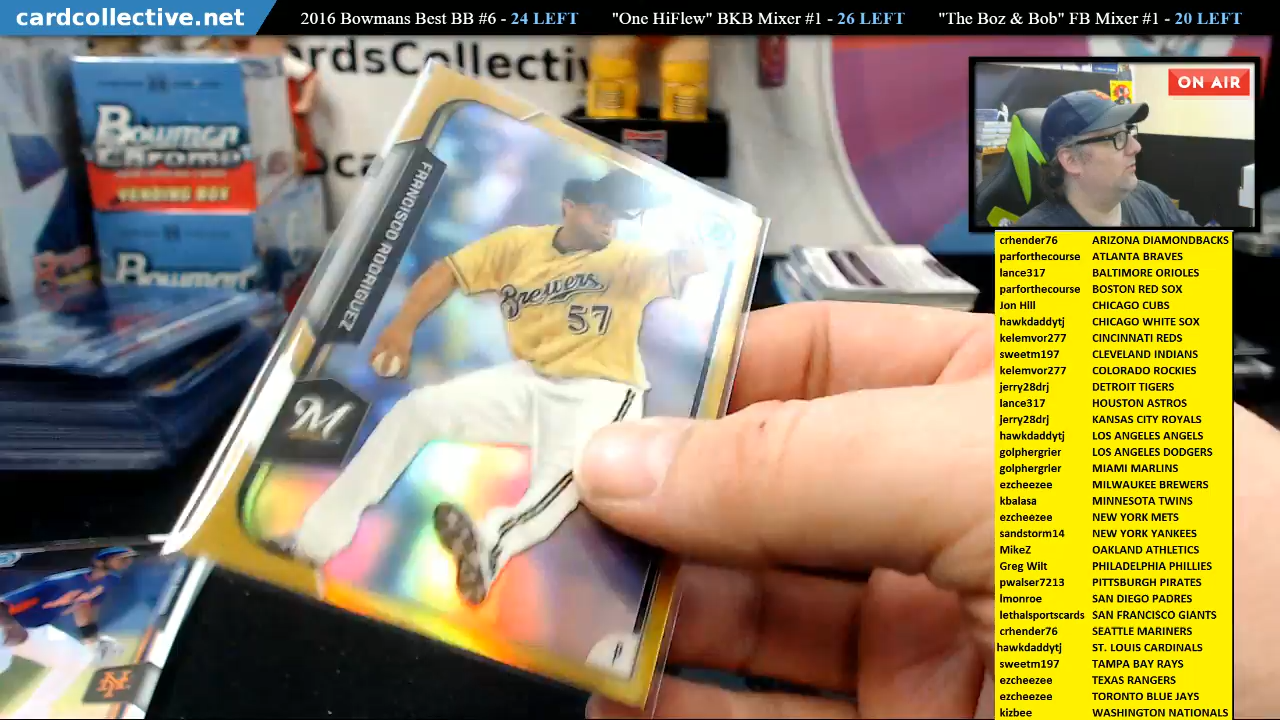 cardcollective.net
2016 Bowmans Best BB #6 - 24 LEFT
"One HiFlew" BKB Mixer #1 - 26 LEFT
"The Boz & Bob" FB Mixer #1 - 20 LEFT
ON AIR
rdsCollectiv
Bowman
Chrome
VENDING BOX
Bowman
FRANCISCO RODRIGUEZ
Brewers
57
M
crhender76 ARIZONA DIAMONDBACKS
parforthecourse ATLANTA BRAVES
lance317 BALTIMORE ORIOLES
parforthecourse BOSTON RED SOX
Jon Hill CHICAGO CUBS
hawkdaddytj CHICAGO WHITE SOX
kelemvor277 CINCINNATI REDS
sweetm197 CLEVELAND INDIANS
kelemvor277 COLORADO ROCKIES
jerry28drj DETROIT TIGERS
lance317 HOUSTON ASTROS
jerry28drj KANSAS CITY ROYALS
hawkdaddytj LOS ANGELES ANGELS
golphergrier LOS ANGELES DODGERS
golphergrier MIAMI MARLINS
ezcheezee MILWAUKEE BREWERS
kbalasa MINNESOTA TWINS
ezcheezee NEW YORK METS
sandstorm14 NEW YORK YANKEES
MikeZ OAKLAND ATHLETICS
Greg Wilt PHILADELPHIA PHILLIES
pwalser7213 PITTSBURGH PIRATES
lmonroe SAN DIEGO PADRES
lethalsportscards SAN FRANCISCO GIANTS
crhender76 SEATTLE MARINERS
hawkdaddytj ST. LOUIS CARDINALS
sweetm197 TAMPA BAY RAYS
ezcheezee TEXAS RANGERS
ezcheezee TORONTO BLUE JAYS
kizbee WASHINGTON NATIONALS